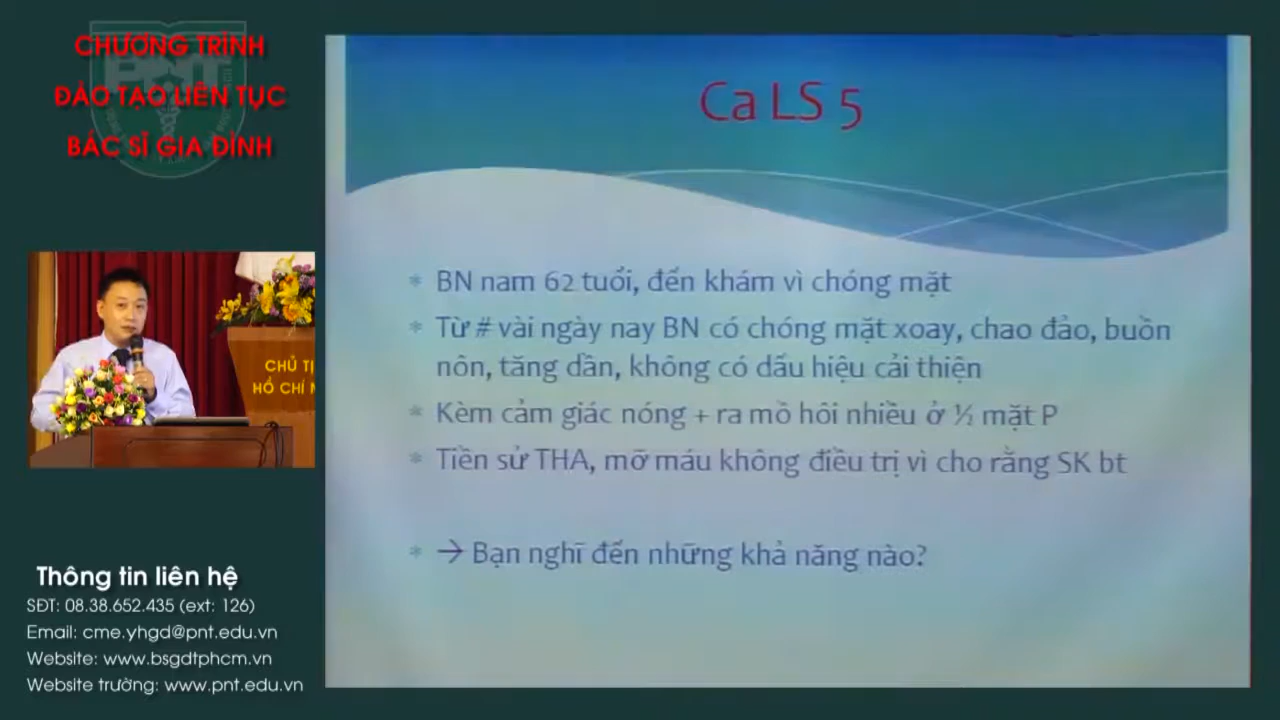 CHƯƠNG TRÌNH
ĐÀO TẠO LIÊN TỤC
BÁC SĨ GIA ĐÌNH
PNT
Ca LS 5
* BN nam 62 tuổi, đến khám vì chóng mặt
* Từ # vài ngày nay BN có chóng mặt xoay, chao đảo, buồn
nôn, tăng dần, không có dấu hiệu cải thiện
* Kèm cảm giác nóng + ra mồ hôi nhiều ở ½ mặt P
* Tiền sử THA, mỡ máu không điều trị vì cho rằng SK bt
* → Bạn nghĩ đến những khả năng nào?
CHỦ TỊ
HỒ CHÍ M
Thông tin liên hệ
SĐT: 08.38.652.435 (ext: 126)
Email: cme.yhgd@pnt.edu.vn
Website: www.bsgdtphcm.vn
Website trường: www.pnt.edu.vn